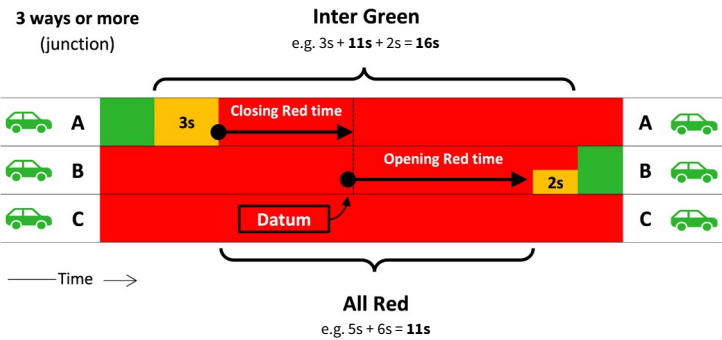 3 ways or more
(junction)
Inter Green
e.g. 3s + 11s + 2s = 16s
A
3s
Closing Red time
A
B
Opening Red time
2s
B
C
Datum
C
Time
All Red
e.g. 5s + 6s = 11s